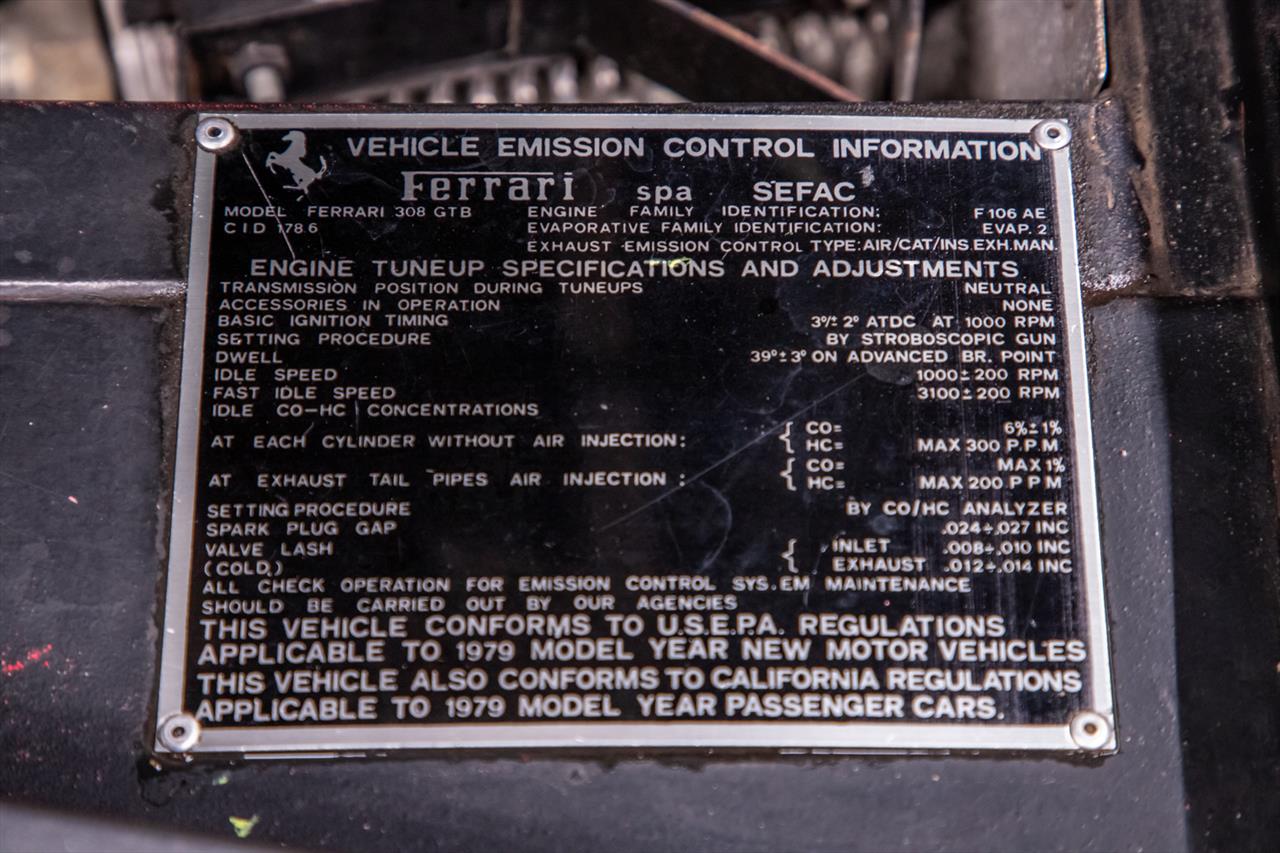 VEHICLE EMISSION CONTROL INFORMATION
Ferrari spa SEFAC
MODEL FERRARI 308 GTB ENGINE FAMILY IDENTIFICATION: F 106 AE
CID 178.6 EVAPORATIVE FAMILY IDENTIFICATION: EVAP. 2
EXHAUST EMISSION CONTROL TYPE: AIR/CAT/INS.EXH.MAN.
ENGINE TUNEUP SPECIFICATIONS AND ADJUSTMENTS
TRANSMISSION POSITION DURING TUNEUPS NEUTRAL
ACCESSORIES IN OPERATION NONE
BASIC IGNITION TIMING 3°± 2° ATDC AT 1000 RPM
SETTING PROCEDURE BY STROBOSCOPIC GUN
DWELL 39°± 3° ON ADVANCED BR. POINT
IDLE SPEED 1000± 200 RPM
FAST IDLE SPEED 3100± 200 RPM
IDLE CO-HC CONCENTRATIONS
AT EACH CYLINDER WITHOUT AIR INJECTION: { CO= 6%± 1%
HC= MAX 300 P.P.M.
AT EXHAUST TAIL PIPES AIR INJECTION : { CO= MAX 1%
HC= MAX 200 P P M
SETTING PROCEDURE BY CO/HC ANALYZER
SPARK PLUG GAP .024÷.027 INC
VALVE LASH { INLET .008÷.010 INC
(COLD.) EXHAUST .012÷.014 INC
ALL CHECK OPERATION FOR EMISSION CONTROL SYS.EM MAINTENANCE
SHOULD BE CARRIED OUT BY OUR AGENCIES
THIS VEHICLE CONFORMS TO U.S.E.P.A. REGULATIONS
APPLICABLE TO 1979 MODEL YEAR NEW MOTOR VEHICLES
THIS VEHICLE ALSO CONFORMS TO CALIFORNIA REGULATIONS
APPLICABLE TO 1979 MODEL YEAR PASSENGER CARS.